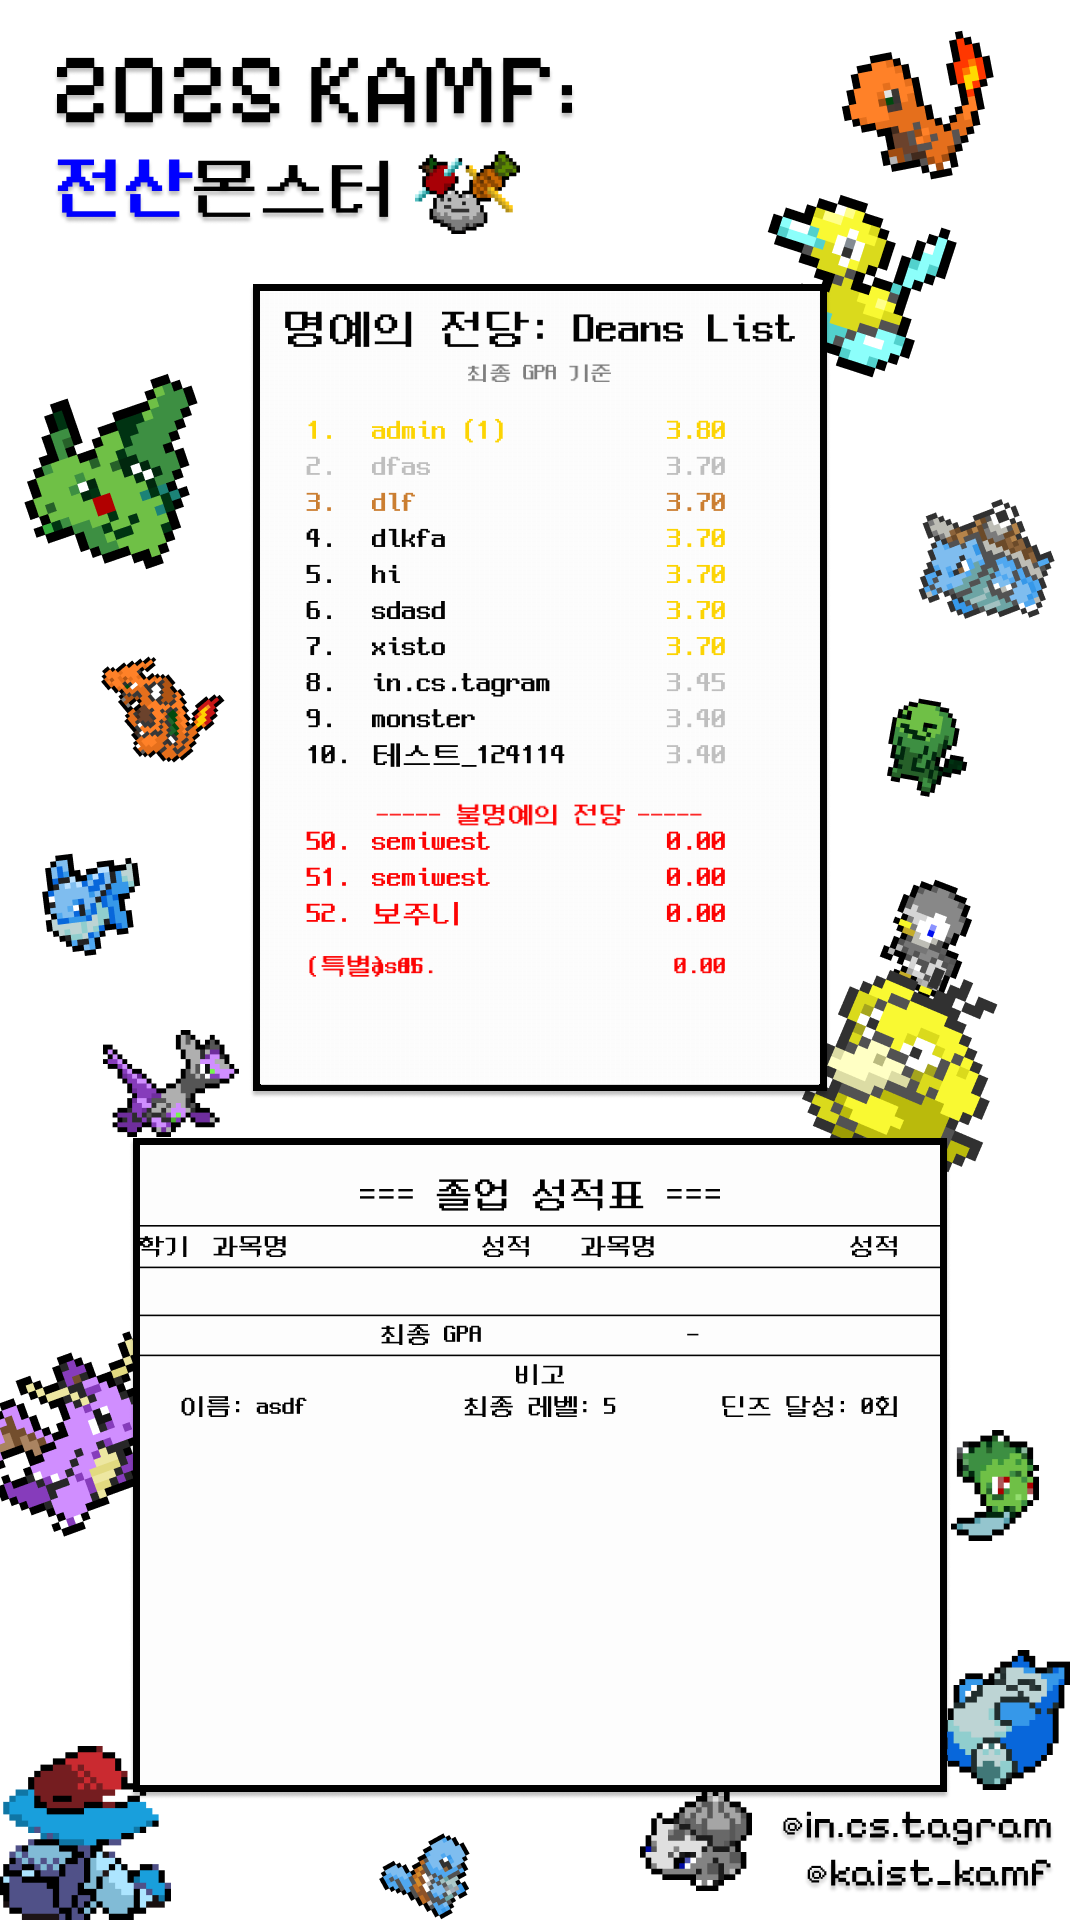 2025 KAMF:
전산몬스터
명예의 전당: Deans List
최종 GPA 기준
1. admin (1) 3.80
2. dfas 3.70
3. dlf 3.70
4. dlkfa 3.70
5. hi 3.70
6. sdasd 3.70
7. xisto 3.70
8. in.cs.tagram 3.45
9. monster 3.40
10. 테스트_124114 3.40
----- 불명예의 전당 -----
50. semiwest 0.00
51. semiwest 0.00
52. 보주니 0.00
(특별) 0.00
=== 졸업 성적표 ===
학기 과목명 성적 과목명 성적
최종 GPA -
비고
이름: asdf 최종 레벨: 5 딘즈 달성: 0회
@in.cs.tagram
@kaist_kamf